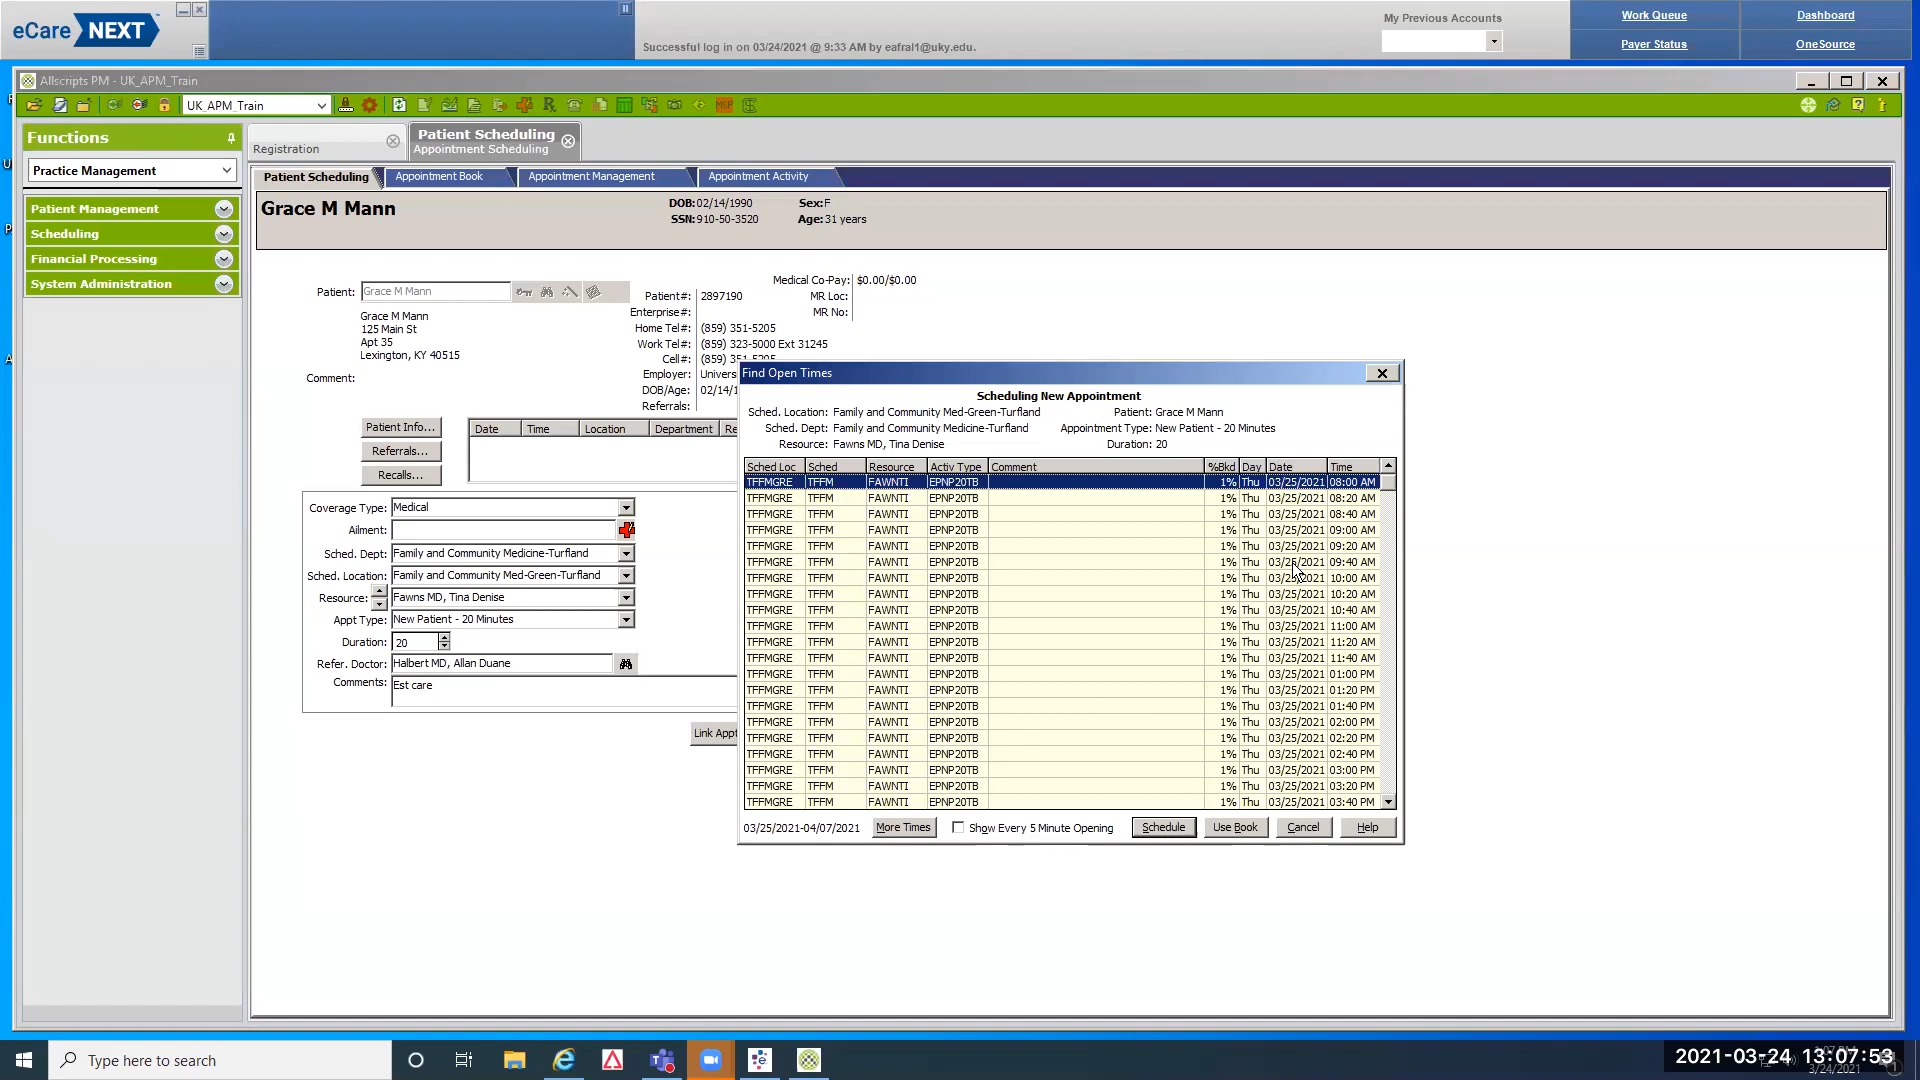 eCare NEXT
Successful log in on 03/24/2021 @ 9:33 AM by eafral1@uky.edu.
My Previous Accounts
Work Queue
Dashboard
Payer Status
OneSource
Allscripts PM - UK_APM_Train
UK_APM_Train
Functions
Practice Management
Patient Management
Scheduling
Financial Processing
System Administration
Registration
Patient Scheduling
Appointment Scheduling
Patient Scheduling
Appointment Book
Appointment Management
Appointment Activity
Grace M Mann
DOB: 02/14/1990
Sex: F
SSN: 910-50-3520
Age: 31 years
Patient: Grace M Mann
Grace M Mann
125 Main St
Apt 35
Lexington, KY 40515
Comment:
Patient#: 2897190
Enterprise#:
Home Tel#: (859) 351-5205
Work Tel#: (859) 323-5000 Ext 31245
Cell#: (859) 351-5205
Employer: Univers
DOB/Age: 02/14/1
Referrals:
Medical Co-Pay: $0.00/$0.00
MR Loc:
MR No:
Patient Info...
Referrals...
Recalls...
Date Time Location Department Re
Coverage Type: Medical
Ailment:
Sched. Dept: Family and Community Medicine-Turfland
Sched. Location: Family and Community Med-Green-Turfland
Resource: Fawns MD, Tina Denise
Appt Type: New Patient - 20 Minutes
Duration: 20
Refer. Doctor: Halbert MD, Allan Duane
Comments: Est care
Link Appt
Find Open Times
Scheduling New Appointment
Sched. Location: Family and Community Med-Green-Turfland Patient: Grace M Mann
Sched. Dept: Family and Community Medicine-Turfland Appointment Type: New Patient - 20 Minutes
Resource: Fawns MD, Tina Denise Duration: 20
Sched Loc Sched Resource Activ Type Comment %Bkd Day Date Time
TFFMGRE TFFM FAWNTI EPNP20TB 1% Thu 03/25/2021 08:00 AM
TFFMGRE TFFM FAWNTI EPNP20TB 1% Thu 03/25/2021 08:20 AM
TFFMGRE TFFM FAWNTI EPNP20TB 1% Thu 03/25/2021 08:40 AM
TFFMGRE TFFM FAWNTI EPNP20TB 1% Thu 03/25/2021 09:00 AM
TFFMGRE TFFM FAWNTI EPNP20TB 1% Thu 03/25/2021 09:20 AM
TFFMGRE TFFM FAWNTI EPNP20TB 1% Thu 03/25/2021 09:40 AM
TFFMGRE TFFM FAWNTI EPNP20TB 1% Thu 03/25/2021 10:00 AM
TFFMGRE TFFM FAWNTI EPNP20TB 1% Thu 03/25/2021 10:20 AM
TFFMGRE TFFM FAWNTI EPNP20TB 1% Thu 03/25/2021 10:40 AM
TFFMGRE TFFM FAWNTI EPNP20TB 1% Thu 03/25/2021 11:00 AM
TFFMGRE TFFM FAWNTI EPNP20TB 1% Thu 03/25/2021 11:20 AM
TFFMGRE TFFM FAWNTI EPNP20TB 1% Thu 03/25/2021 11:40 AM
TFFMGRE TFFM FAWNTI EPNP20TB 1% Thu 03/25/2021 01:00 PM
TFFMGRE TFFM FAWNTI EPNP20TB 1% Thu 03/25/2021 01:20 PM
TFFMGRE TFFM FAWNTI EPNP20TB 1% Thu 03/25/2021 01:40 PM
TFFMGRE TFFM FAWNTI EPNP20TB 1% Thu 03/25/2021 02:00 PM
TFFMGRE TFFM FAWNTI EPNP20TB 1% Thu 03/25/2021 02:20 PM
TFFMGRE TFFM FAWNTI EPNP20TB 1% Thu 03/25/2021 02:40 PM
TFFMGRE TFFM FAWNTI EPNP20TB 1% Thu 03/25/2021 03:00 PM
TFFMGRE TFFM FAWNTI EPNP20TB 1% Thu 03/25/2021 03:20 PM
TFFMGRE TFFM FAWNTI EPNP20TB 1% Thu 03/25/2021 03:40 PM
03/25/2021-04/07/2021 More Times Show Every 5 Minute Opening Schedule Use Book Cancel Help
Type here to search
2021-03-24 13:07:53
3/24/2021